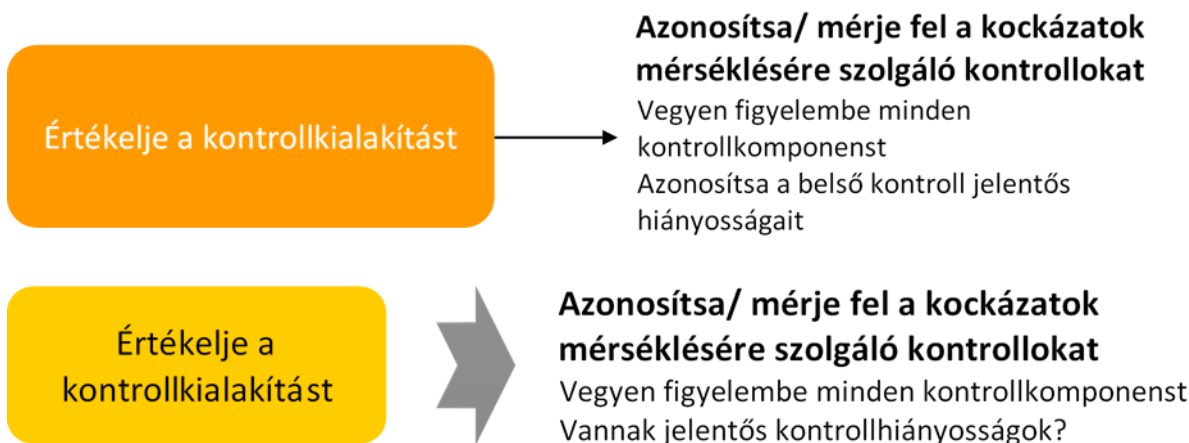 Azonosítsa/ mérje fel a kockázatok
mérséklésére szolgáló kontrollokat
Értékelje a kontrollkialakítást
Vegyen figyelembe minden
kontrollkomponenst
Azonosítsa a belső kontroll jelentős
hiányosságait
Értékelje a
kontrollkialakítást
Azonosítsa/ mérje fel a kockázatok
mérséklésére szolgáló kontrollokat
Vegyen figyelembe minden kontrollkomponenst
Vannak jelentős kontrollhiányosságok?